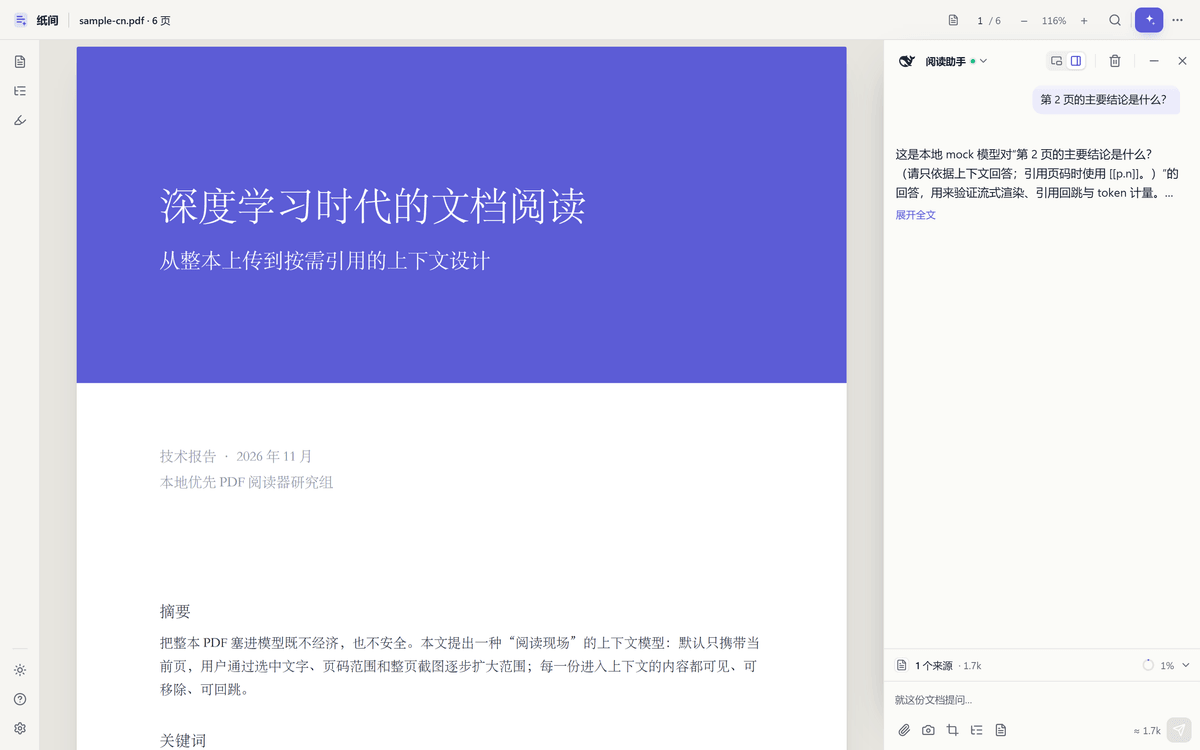 纸间
sample-cn.pdf · 6 页
1 / 6
116%
阅读助手
第 2 页的主要结论是什么？
这是本地 mock 模型对“第 2 页的主要结论是什么？
（请只依据上下文回答；引用页码时使用 [[p.n]]。）”的
回答，用来验证流式渲染、引用回跳与 token 计量。...
展开全文
深度学习时代的文档阅读
从整本上传到按需引用的上下文设计
技术报告 · 2026 年 11 月
本地优先 PDF 阅读器研究组
摘要
把整本 PDF 塞进模型既不经济，也不安全。本文提出一种“阅读现场”的上下文模型：默认只携带当
前页，用户通过选中文字、页码范围和整页截图逐步扩大范围；每一份进入上下文的内容都可见、可
移除、可回跳。
关键词
1 个来源 · 1.7k
1%
就这份文档提问...
≈ 1.7k